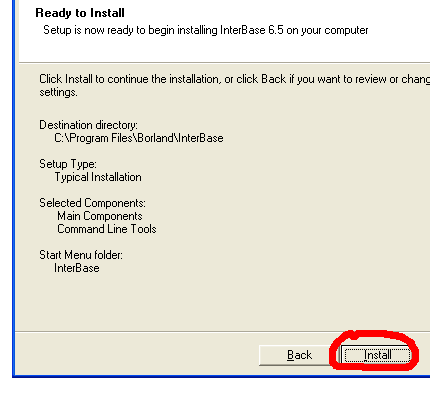 Ready to Install
Setup is now ready to begin installing InterBase 6.5 on your computer
Click Install to continue the installation, or click Back if you want to review or chang
settings.
Destination directory:
C:\Program Files\Borland\InterBase
Setup Type:
Typical Installation
Selected Components:
Main Components
Command Line Tools
Start Menu folder:
InterBase
Back
Install